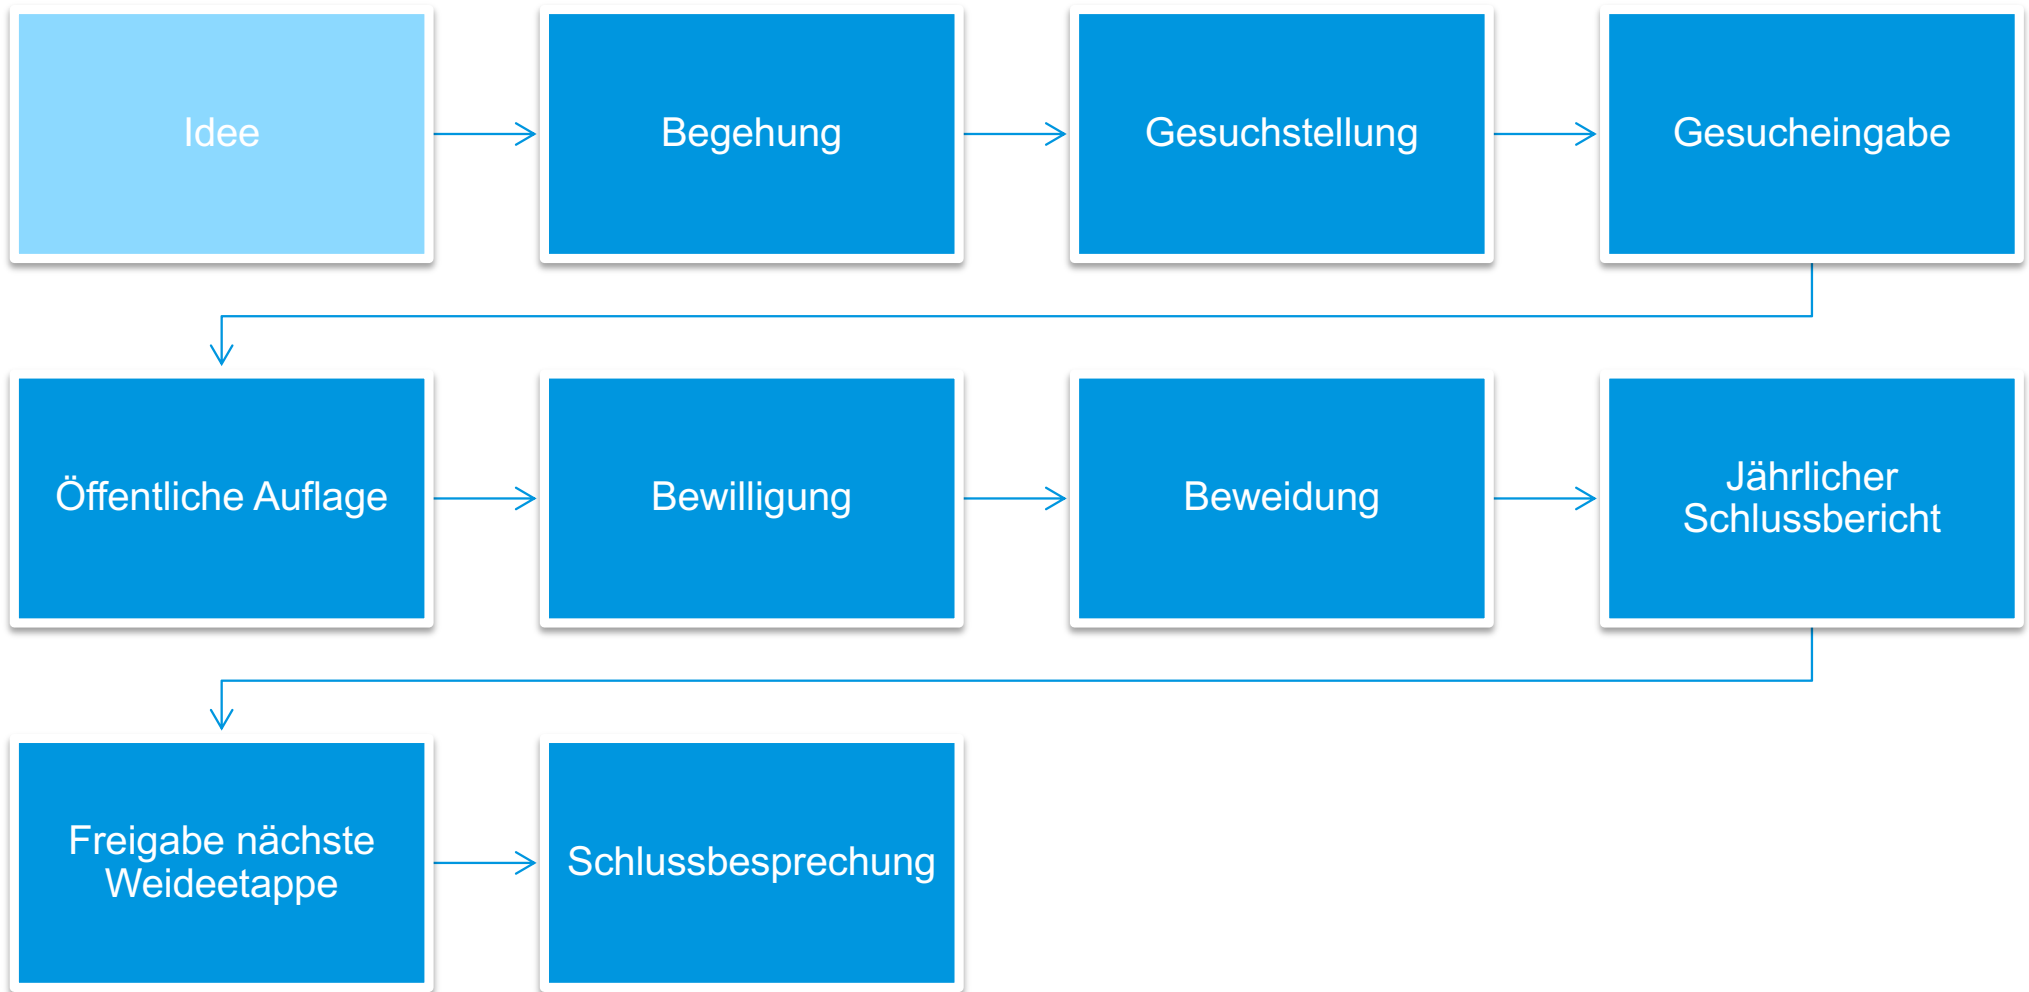 Idee
Begehung
Gesuchstellung
Gesucheingabe
Öffentliche Auflage
Bewilligung
Beweidung
Jährlicher
Schlussbericht
Freigabe nächste
Weideetappe
Schlussbesprechung